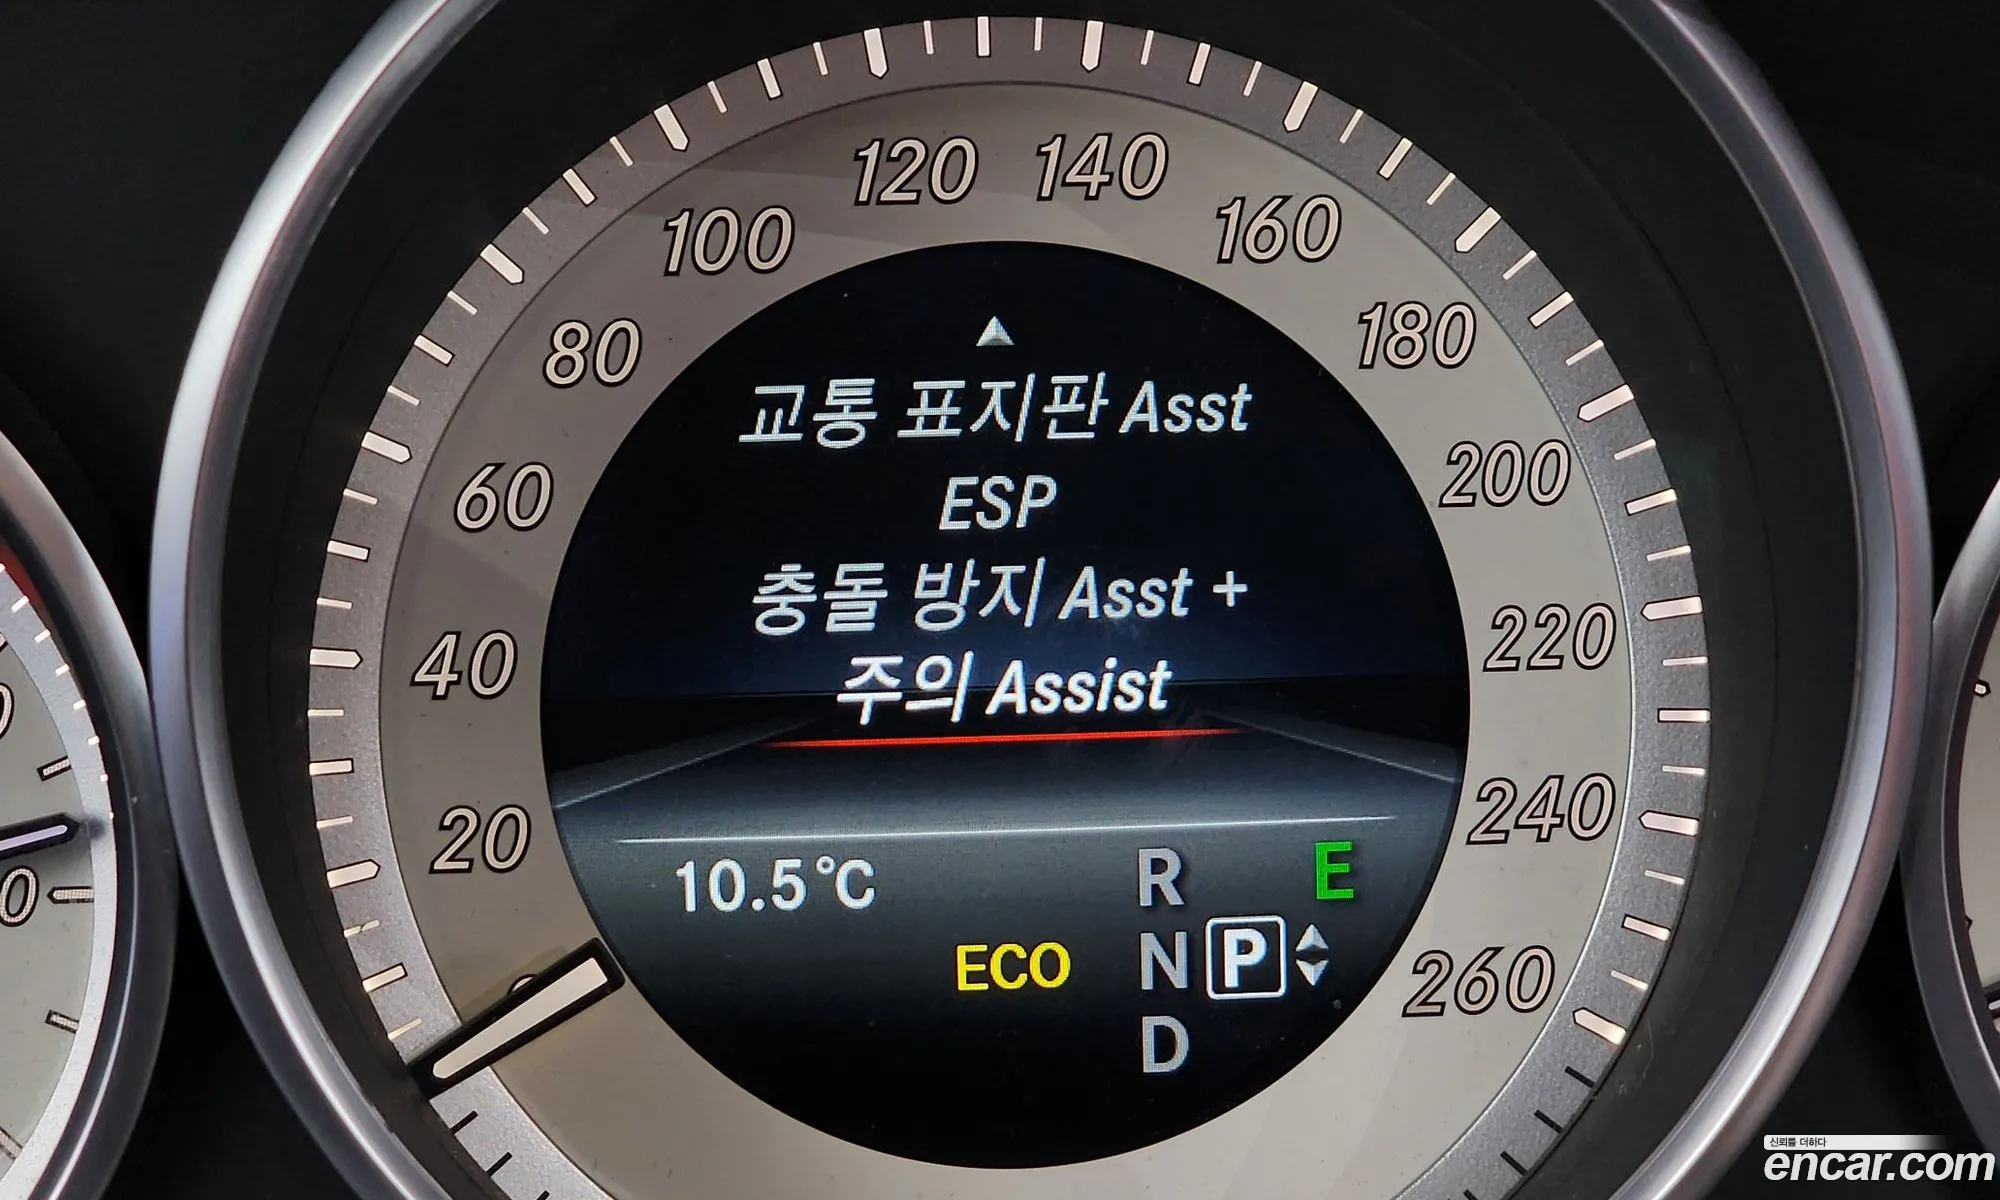 120 140
100 160
80 180
60 200
40 220
20 240
260
교통 표지판 Asst
ESP
충돌 방지 Asst +
주의 Assist
10.5°C
R E
ECO N P
D
신뢰를 더하다
encar.com